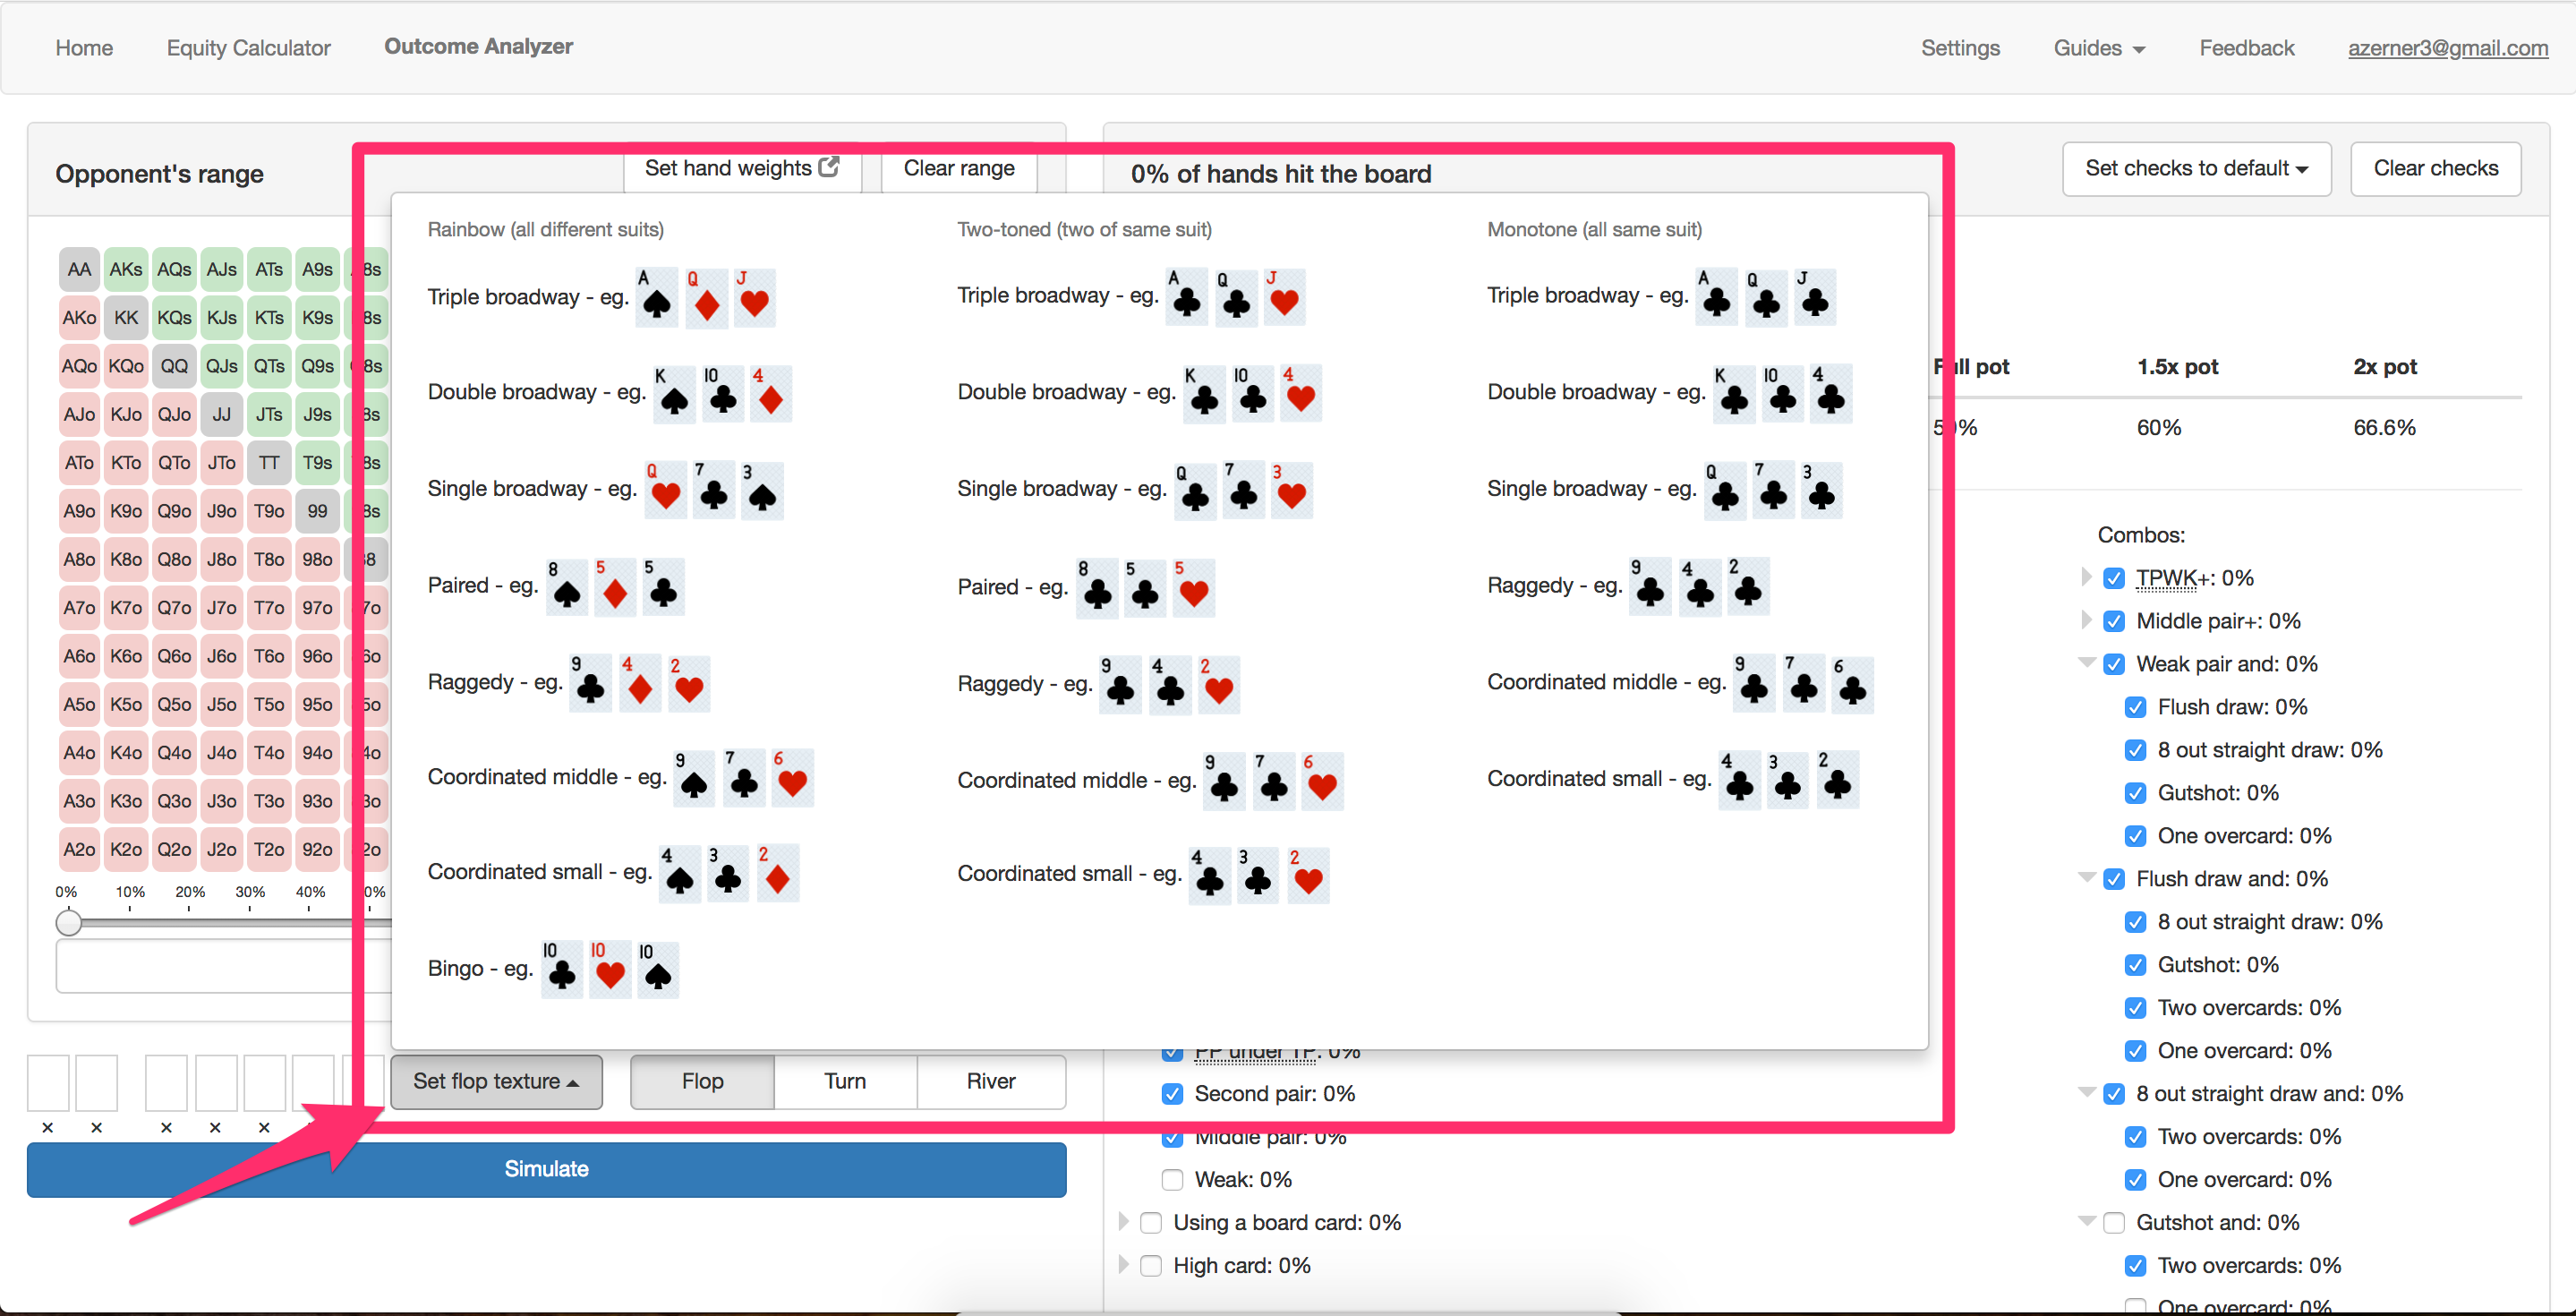 Home Equity Calculator Outcome Analyzer Settings Guides Feedback azerner3@gmail.com
Opponent's range Set hand weights Clear range
0% of hands hit the board Set checks to default Clear checks
AA AKs AQs AJs ATs A9s 8s
AKo KK KQs KJs KTs K9s 8s
AQo KQo QQ QJs QTs Q9s 8s
AJo KJo QJo JJ JTs J9s 8s
ATo KTo QTo JTo TT T9s 8s
A9o K9o Q9o J9o T9o 99 8s
A8o K8o Q8o J8o T8o 98o 8
A7o K7o Q7o J7o T7o 97o 7o
A6o K6o Q6o J6o T6o 96o 6o
A5o K5o Q5o J5o T5o 95o 5o
A4o K4o Q4o J4o T4o 94o 4o
A3o K3o Q3o J3o T3o 93o 3o
A2o K2o Q2o J2o T2o 92o 2o
0% 10% 20% 30% 40% 0%
Rainbow (all different suits)
Triple broadway - eg. A Q J
Double broadway - eg. K 10 4
Single broadway - eg. Q 7 3
Paired - eg. 8 5 5
Raggedy - eg. 9 4 2
Coordinated middle - eg. 9 7 6
Coordinated small - eg. 4 3 2
Bingo - eg. 10 10 10
Two-toned (two of same suit)
Triple broadway - eg. A Q J
Double broadway - eg. K 10 4
Single broadway - eg. Q 7 3
Paired - eg. 8 5 5
Raggedy - eg. 9 4 2
Coordinated middle - eg. 9 7 6
Coordinated small - eg. 4 3 2
Monotone (all same suit)
Triple broadway - eg. A Q J
Double broadway - eg. K 10 4
Single broadway - eg. Q 7 3
Raggedy - eg. 9 4 2
Coordinated middle - eg. 9 7 6
Coordinated small - eg. 4 3 2
Full pot 1.5x pot 2x pot
50% 60% 66.6%
Set flop texture Flop Turn River
× × × × ×
Simulate
PP under TP: 0%
Second pair: 0%
Middle pair: 0%
Weak: 0%
Using a board card: 0%
High card: 0%
Combos:
TPWK+: 0%
Middle pair+: 0%
Weak pair and: 0%
Flush draw: 0%
8 out straight draw: 0%
Gutshot: 0%
One overcard: 0%
Flush draw and: 0%
8 out straight draw: 0%
Gutshot: 0%
Two overcards: 0%
One overcard: 0%
8 out straight draw and: 0%
Two overcards: 0%
One overcard: 0%
Gutshot and: 0%
Two overcards: 0%
One overcard: 0%